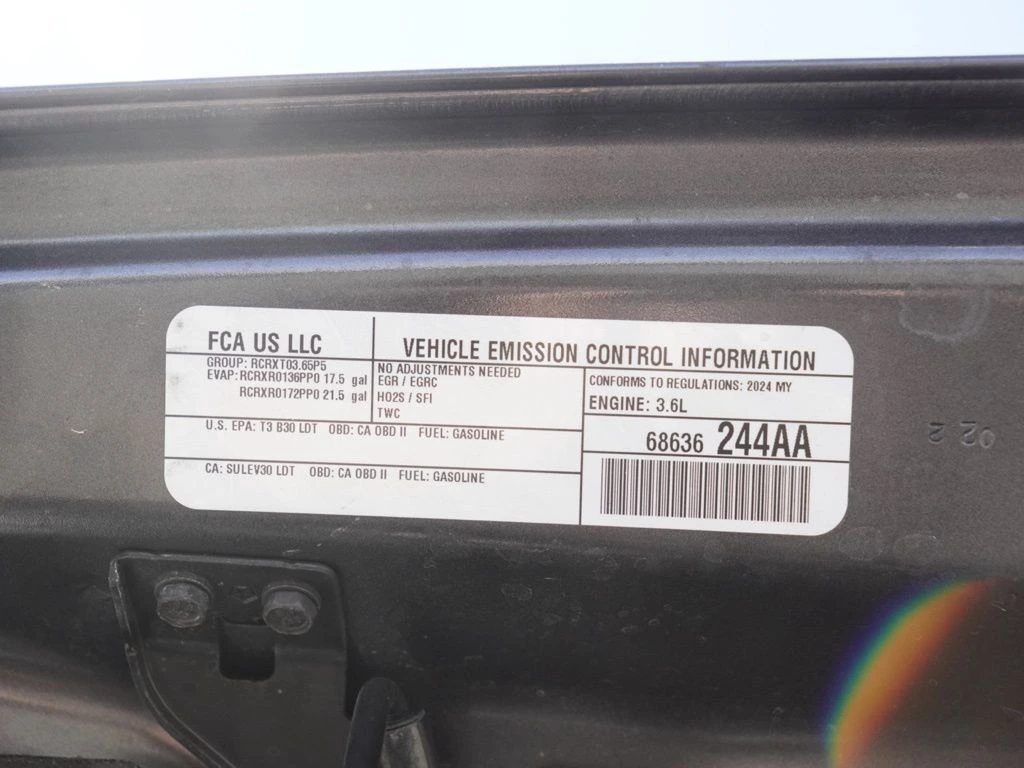 FCA US LLC
GROUP: RCRXT03.65P5
EVAP:RCRXR0136PP0 17.5 gal
RCRXR0172PP0 21.5 gal
VEHICLE EMISSION CONTROL INFORMATION
NO ADJUSTMENTS NEEDED
EGR / EGRC
HO2S / SFI
TWC
CONFORMS TO REGULATIONS: 2024 MY
ENGINE: 3.6L
U.S. EPA: T3 B30 LDT OBD: CA OBD II FUEL: GASOLINE
68636 244AA
CA: SULEV30 LDT OBD: CA OBD II FUEL: GASOLINE